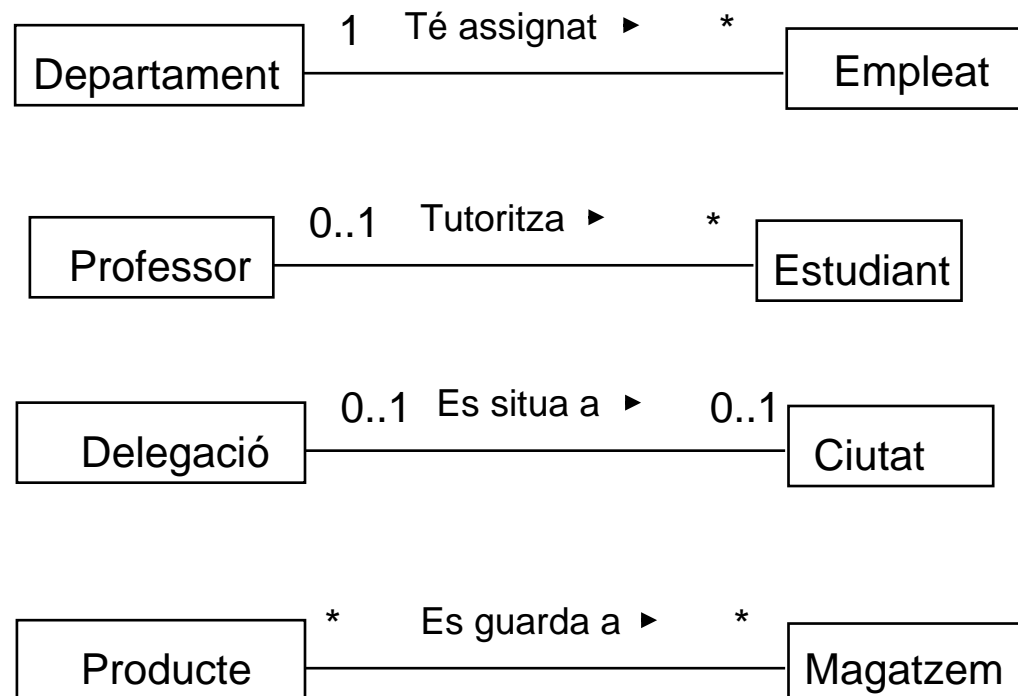 1 Té assignat ► *
Departament Empleat
0..1 Tutoritza ► *
Professor Estudiant
0..1 Es situa a ► 0..1
Delegació Ciutat
* Es guarda a ► *
Producte Magatzem